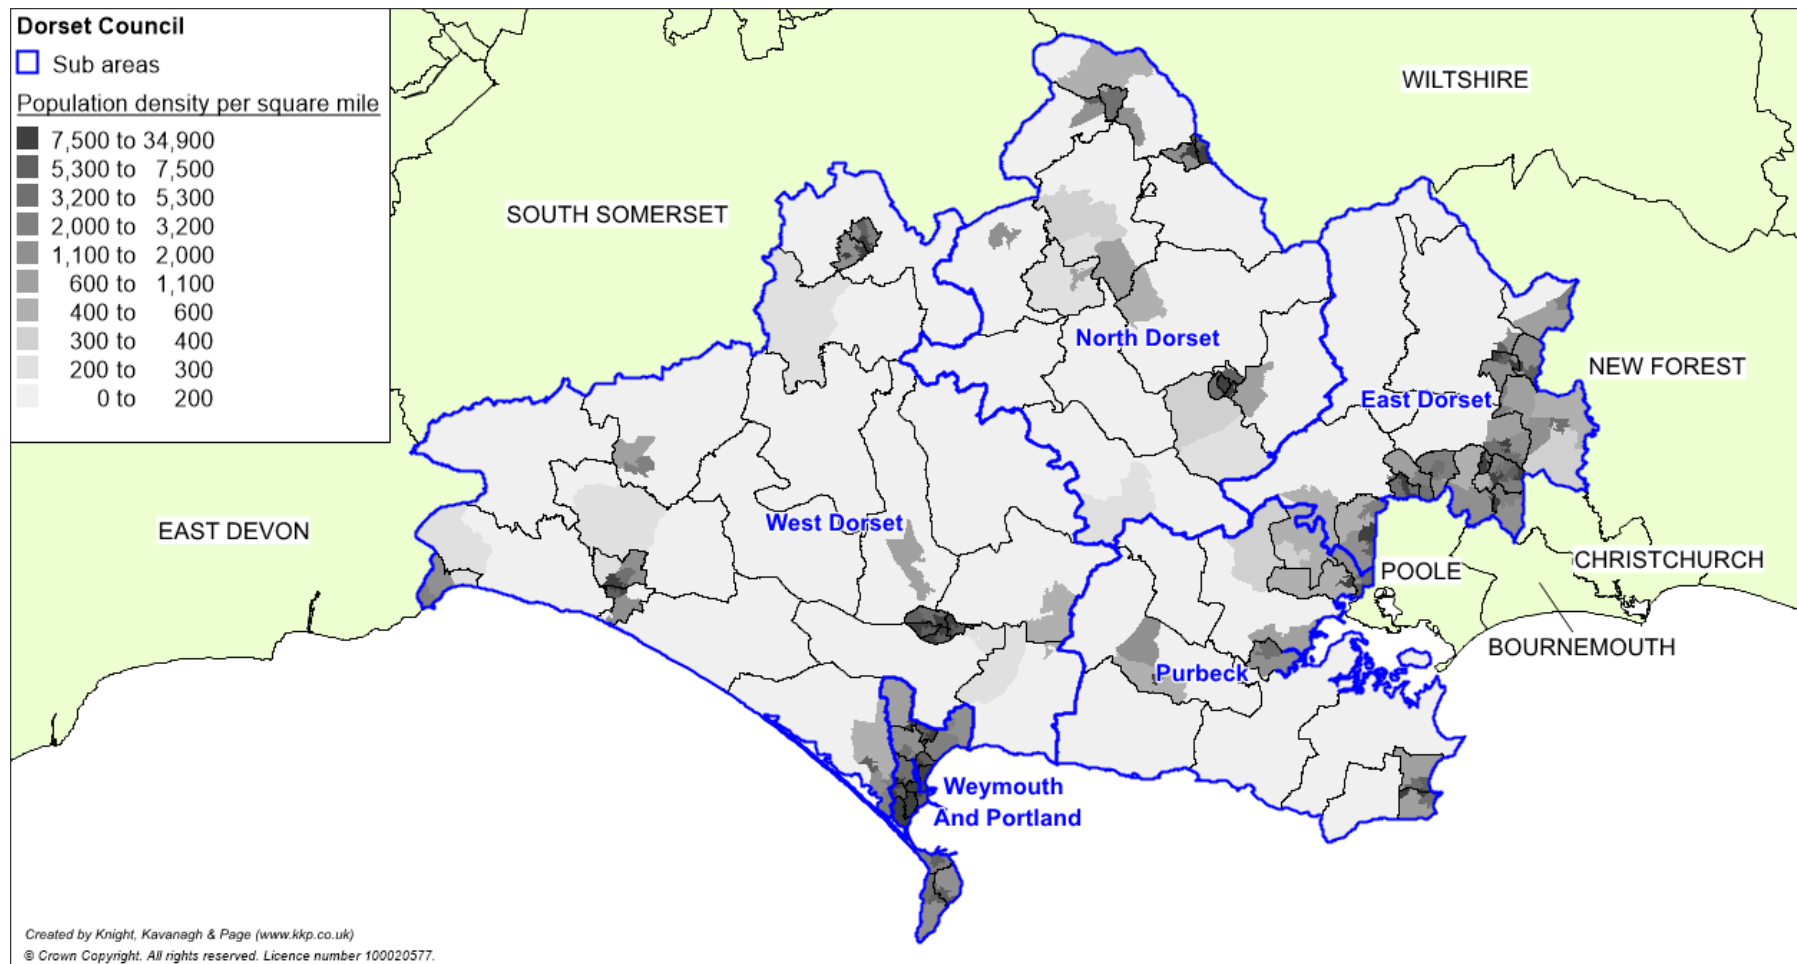 Dorset Council
Sub areas
Population density per square mile
7,500 to 34,900
5,300 to 7,500
3,200 to 5,300
2,000 to 3,200
1,100 to 2,000
600 to 1,100
400 to 600
300 to 400
200 to 300
0 to 200
WILTSHIRE
SOUTH SOMERSET
North Dorset
NEW FOREST
East Dorset
West Dorset
EAST DEVON
CHRISTCHURCH
POOLE
BOURNEMOUTH
Purbeck
Weymouth
And Portland
Created by Knight, Kavanagh & Page (www.kkp.co.uk)
© Crown Copyright. All rights reserved. Licence number 100020577.